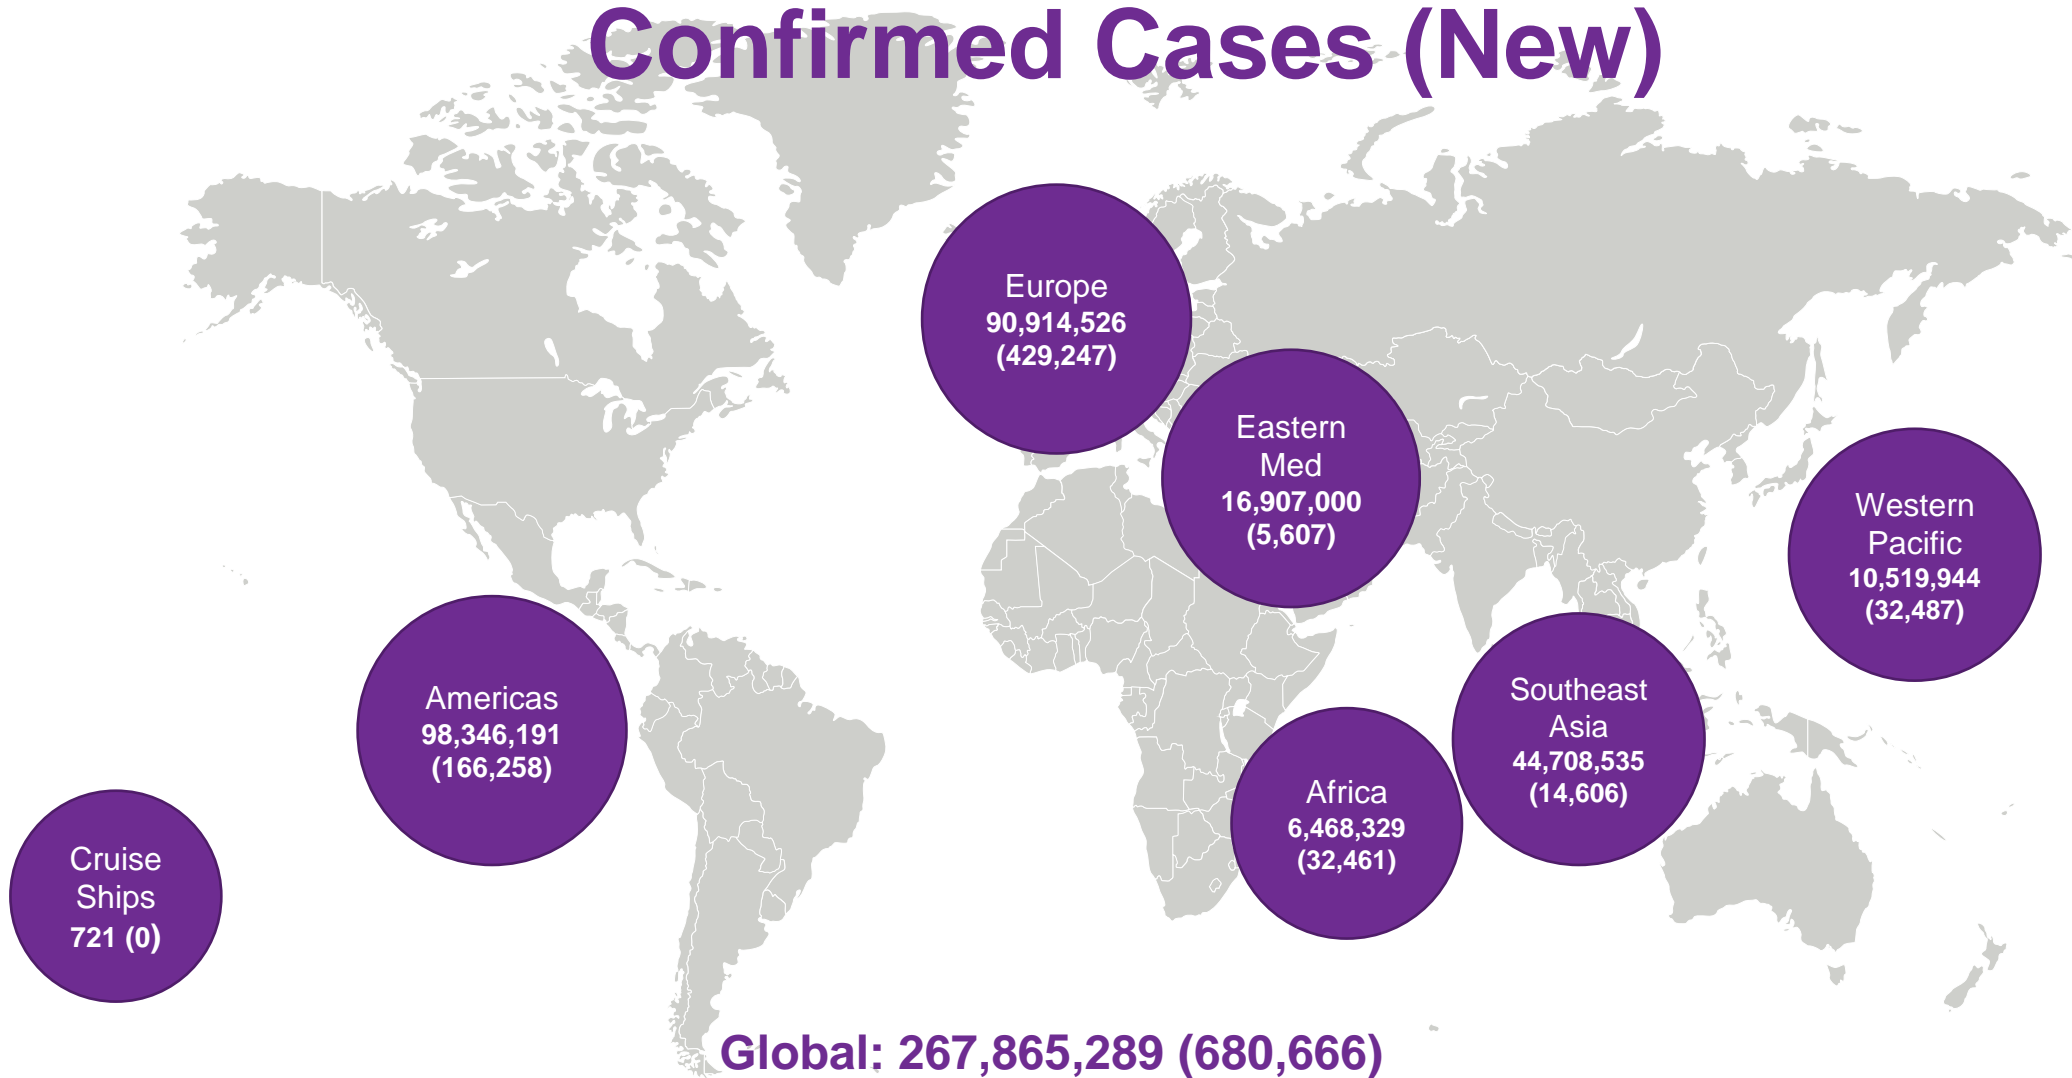 Confirmed Cases (New)
Europe
90,914,526
(429,247)
Eastern
Med
16,907,000
(5,607)
Western
Pacific
10,519,944
(32,487)
Americas
98,346,191
(166,258)
Southeast
Asia
44,708,535
(14,606)
Africa
6,468,329
(32,461)
Cruise
Ships
721 (0)
Global: 267,865,289 (680,666)